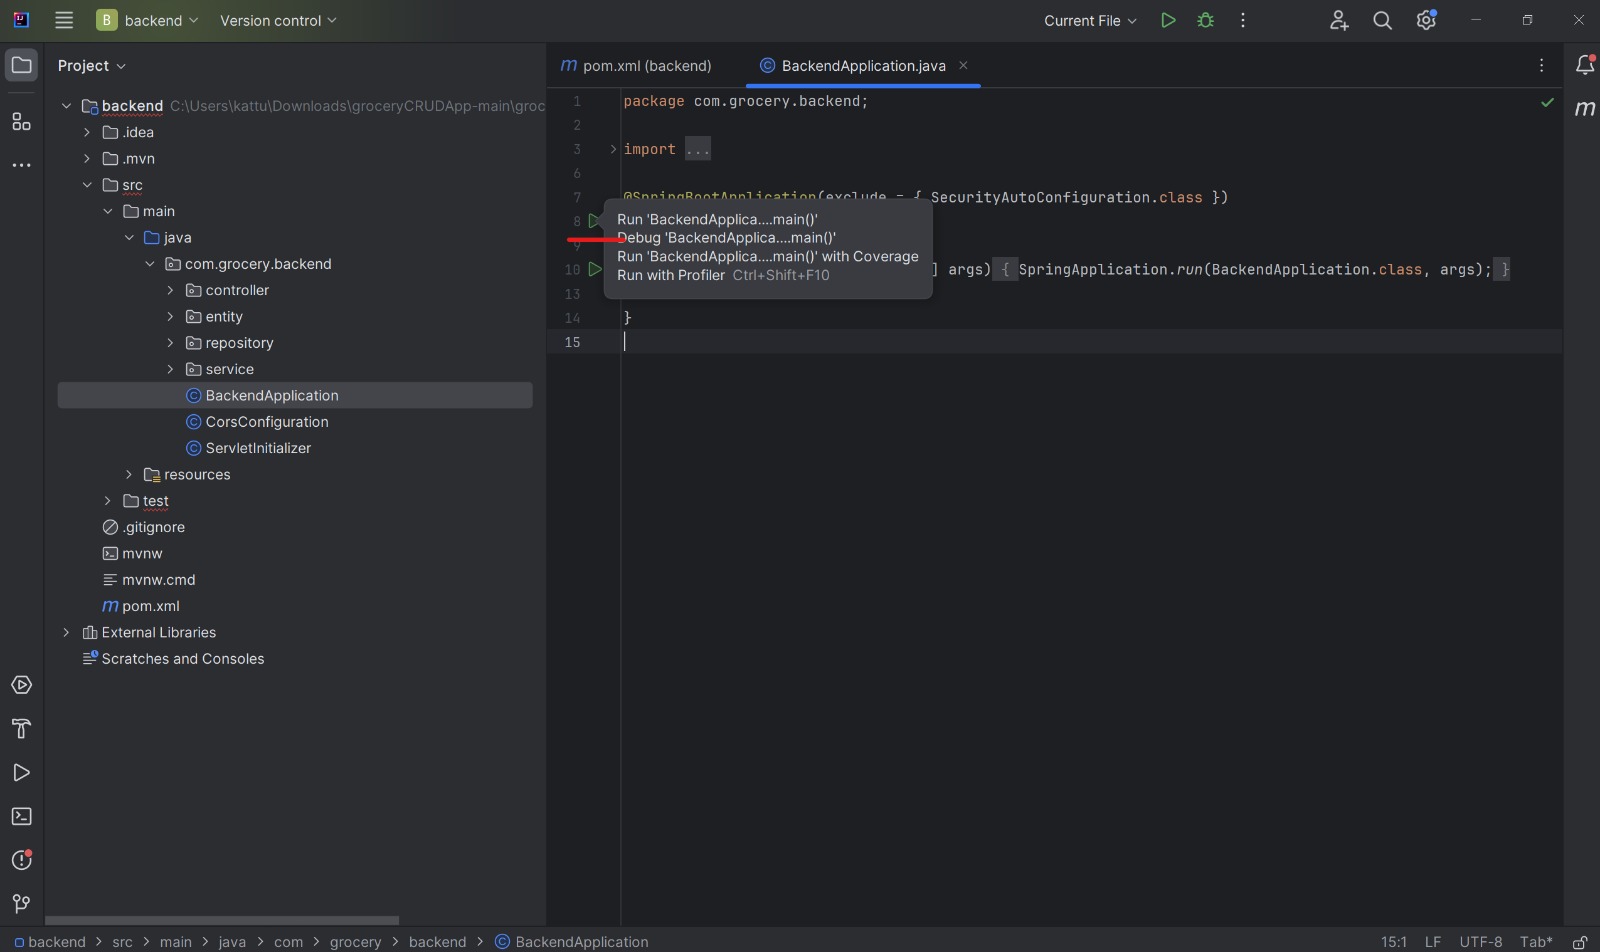 B backend Version control Current File
Project
pom.xml (backend) BackendApplication.java
backend C:\Users\kattu\Downloads\groceryCRUDApp-main\groc
.idea
.mvn
src
main
java
com.grocery.backend
controller
entity
repository
service
BackendApplication
CorsConfiguration
ServletInitializer
resources
test
.gitignore
mvnw
mvnw.cmd
pom.xml
External Libraries
Scratches and Consoles
1 package com.grocery.backend;
2
3 import ...
6
7 @SpringBootApplication(exclude = { SecurityAutoConfiguration.class })
8
9
10 ] args) { SpringApplication.run(BackendApplication.class, args); }
13
14 }
15
Run 'BackendApplica....main()'
Debug 'BackendApplica....main()'
Run 'BackendApplica....main()' with Coverage
Run with Profiler Ctrl+Shift+F10
backend > src > main > java > com > grocery > backend > BackendApplication 15:1 LF UTF-8 Tab*